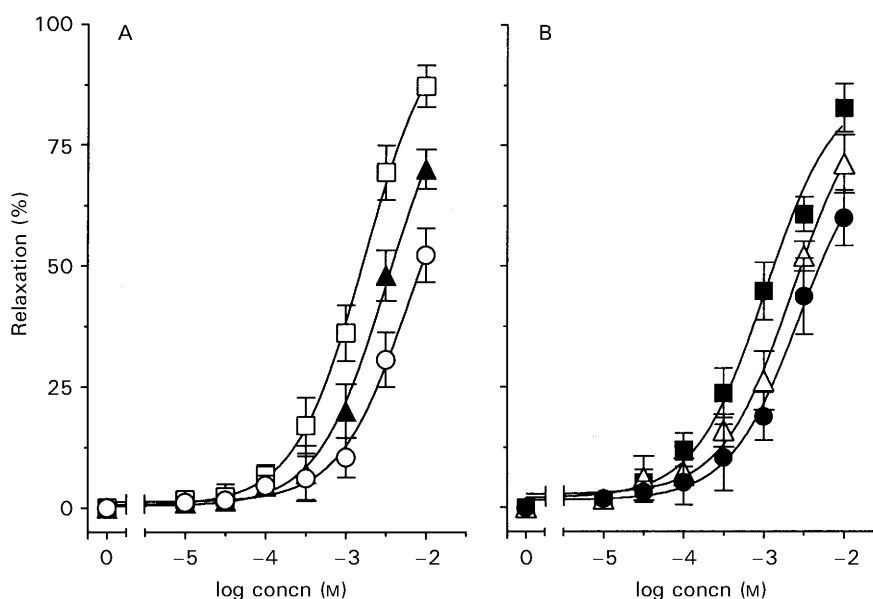 A
B
Relaxation (%)
100
75
50
25
0
0 −5 −4 −3 −2
0 −5 −4 −3 −2
log concn (M)
log concn (M)